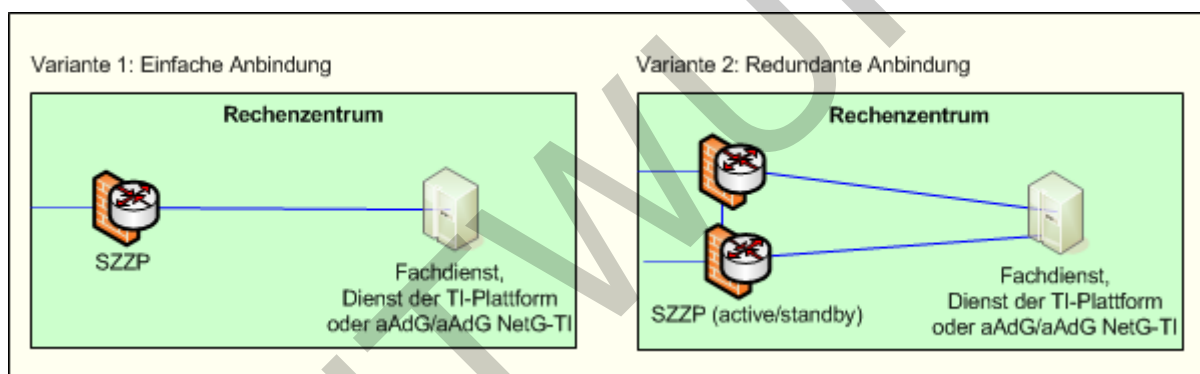 Variante 1: Einfache Anbindung
Rechenzentrum
SZZP
Fachdienst,
Dienst der TI-Plattform
oder aAdG/aAdG NetG-TI
Variante 2: Redundante Anbindung
Rechenzentrum
SZZP (active/standby)
Fachdienst,
Dienst der TI-Plattform
oder aAdG/aAdG NetG-TI